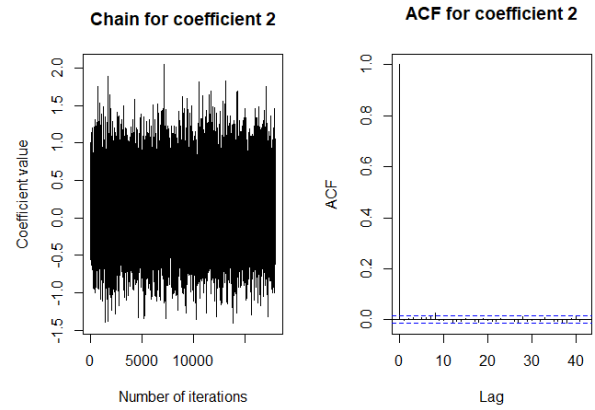 Chain for coefficient 2
Coefficient value
2.0
1.5
1.0
0.5
0.0
-0.5
-1.0
-1.5
0 5000 10000
Number of iterations
ACF for coefficient 2
ACF
1.0
0.8
0.6
0.4
0.2
0.0
0 10 20 30 40
Lag